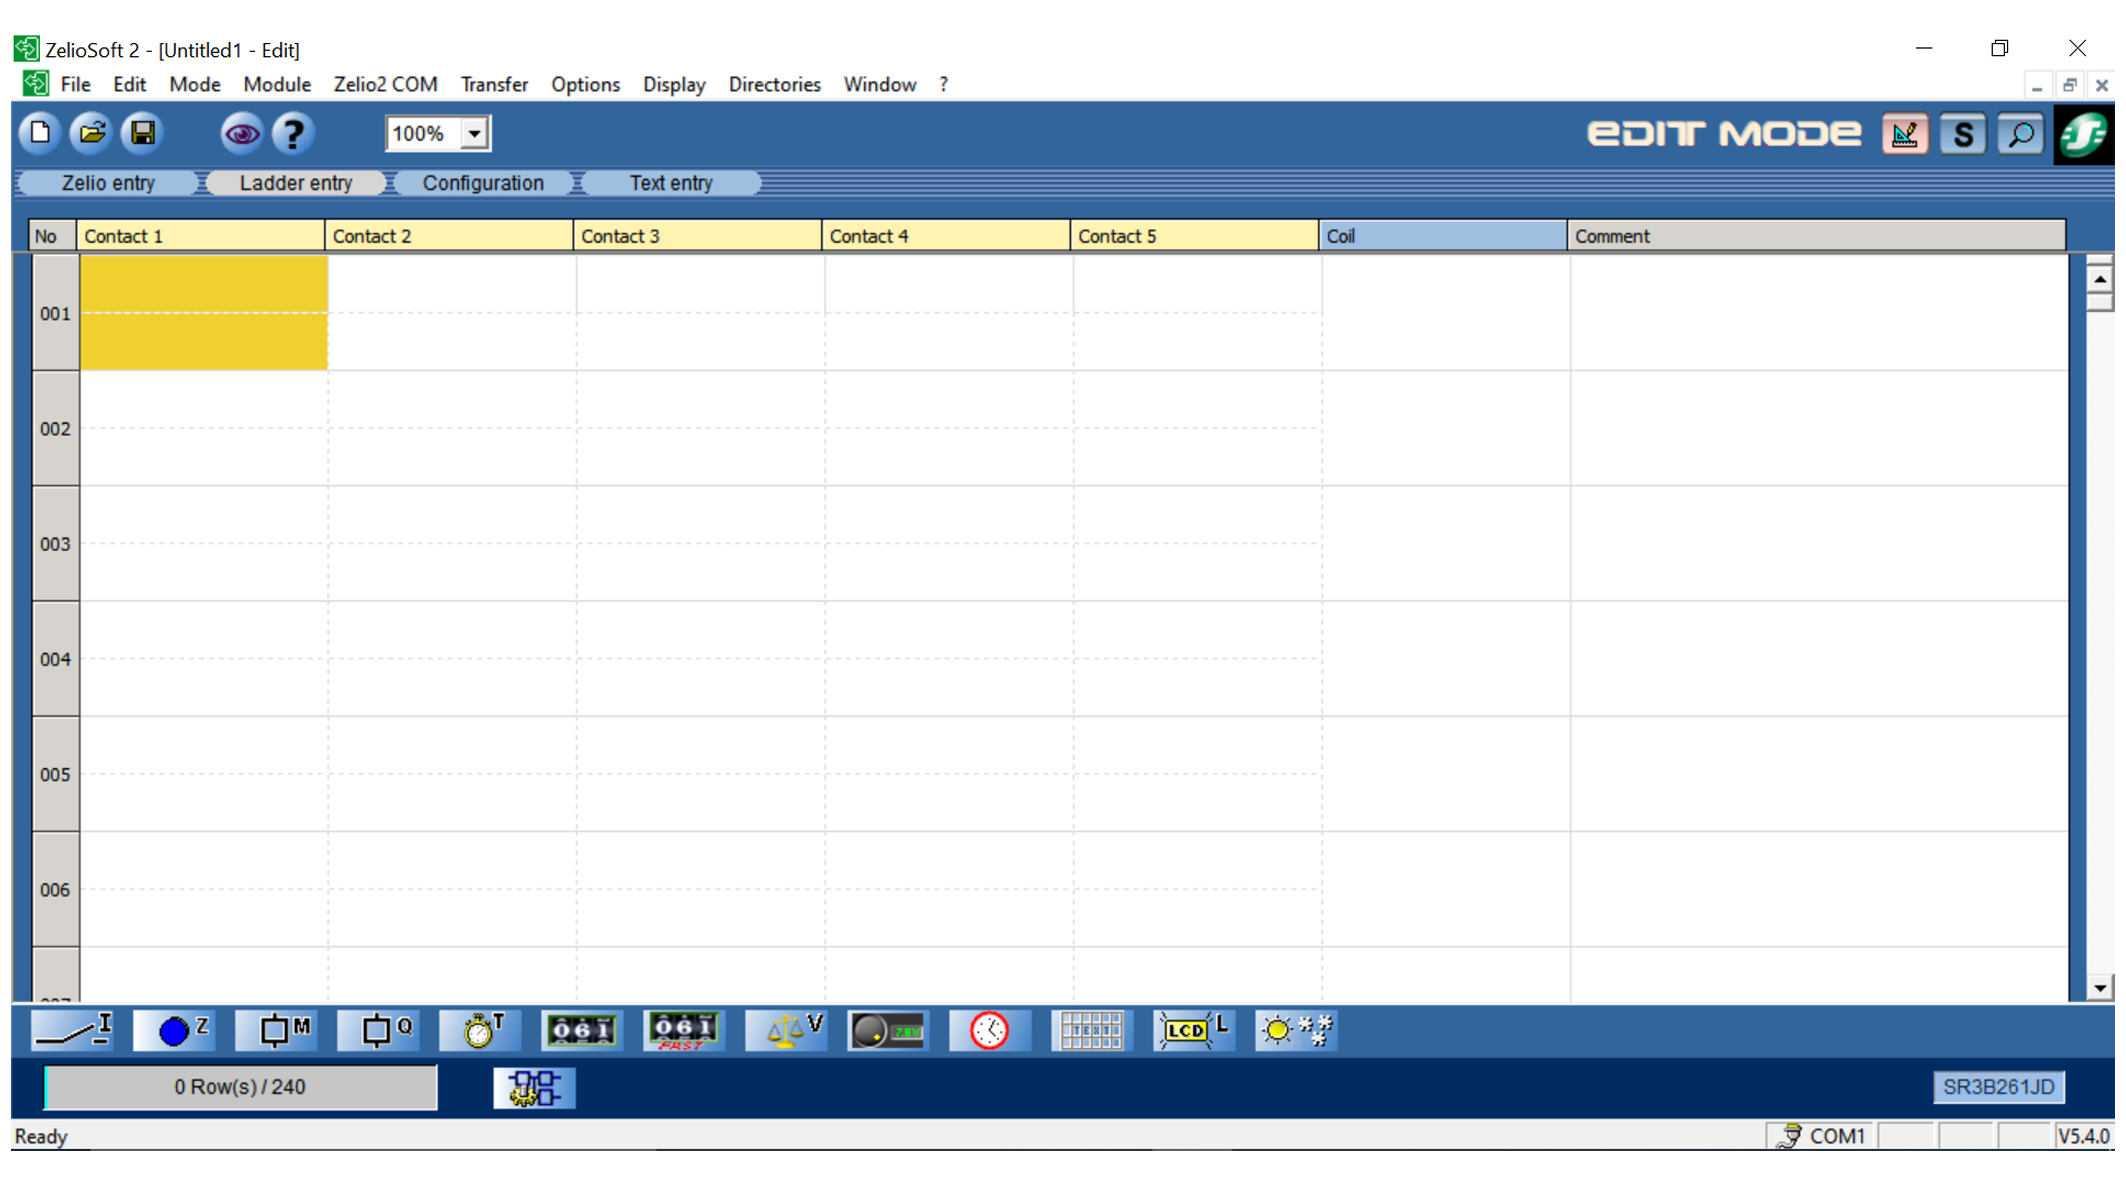 ZelioSoft 2 - [Untitled1 - Edit]
File Edit Mode Module Zelio2 COM Transfer Options Display Directories Window ?
? 100% EDIT MODE S
Zelio entry Ladder entry Configuration Text entry
No Contact 1 Contact 2 Contact 3 Contact 4 Contact 5 Coil Comment
001
002
003
004
005
006
I Z M Q T 061 061 FAST V 7.8V TEXT LCD L
0 Row(s) / 240 SR3B261JD
Ready COM1 V5.4.0